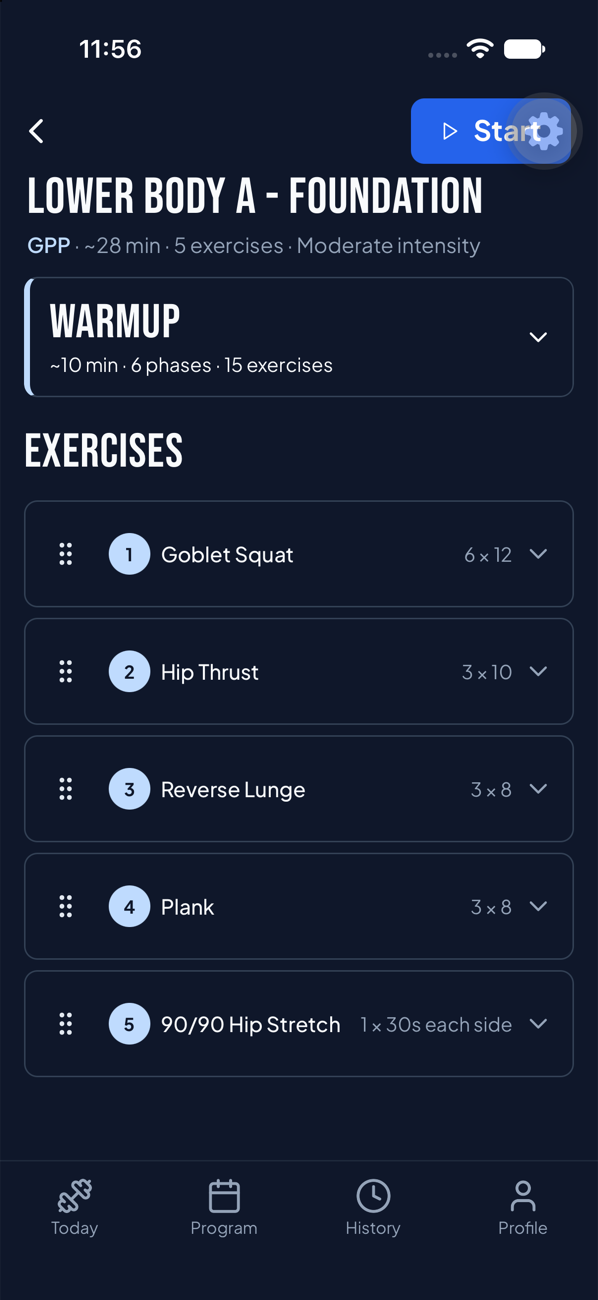 11:56
Start
LOWER BODY A - FOUNDATION
GPP · ~28 min · 5 exercises · Moderate intensity
WARMUP
~10 min · 6 phases · 15 exercises
EXERCISES
1 Goblet Squat 6 × 12
2 Hip Thrust 3 × 10
3 Reverse Lunge 3 × 8
4 Plank 3 × 8
5 90/90 Hip Stretch 1 × 30s each side
Today Program History Profile